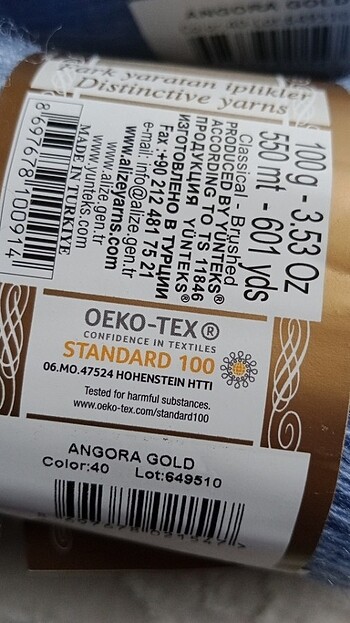 ANGORA GOLD
Fark yaratan iplikler
Distinctive yarns
100 g - 3.53 Oz
550 mt - 601 yds
Classical - Brushed
PRODUCED BY YÜNTEKS®
ACCORDING TO TS 11846
ПРОДУКЦИЯ YÜNTEKS®
ИЗГОТОВЛЕНО В ТУРЦИИ
Fax :+90 212 481 75 21
e-mail: info@alize.gen.tr
www.alizeyarns.com
www.alize.gen.tr
www.yünteks.com
MADE IN TURKIYE
8 697678 100914
OEKO-TEX®
CONFIDENCE IN TEXTILES
STANDARD 100
06.MO.47524 HOHENSTEIN HTTI
Tested for harmful substances.
www.oeko-tex.com/standard100
ANGORA GOLD
Color:40 Lot:649510